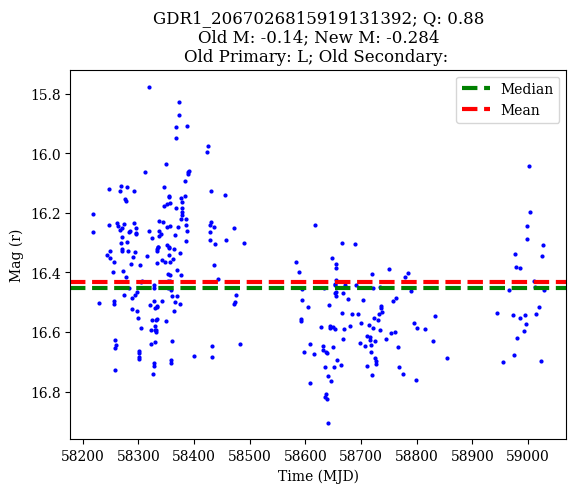 GDR1_2067026815919131392; Q: 0.88
Old M: -0.14; New M: -0.284
Old Primary: L; Old Secondary:
Median
Mean
Mag (r)
15.8
16.0
16.2
16.4
16.6
16.8
58200 58300 58400 58500 58600 58700 58800 58900 59000
Time (MJD)